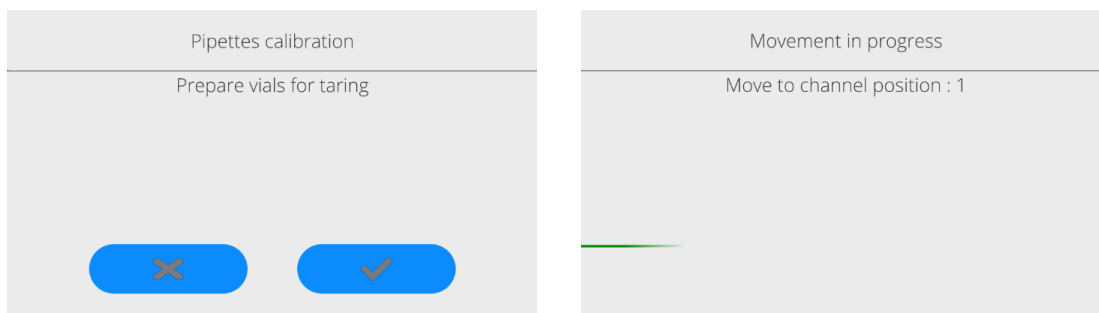 Pipettes calibration
Prepare vials for taring
Movement in progress
Move to channel position : 1